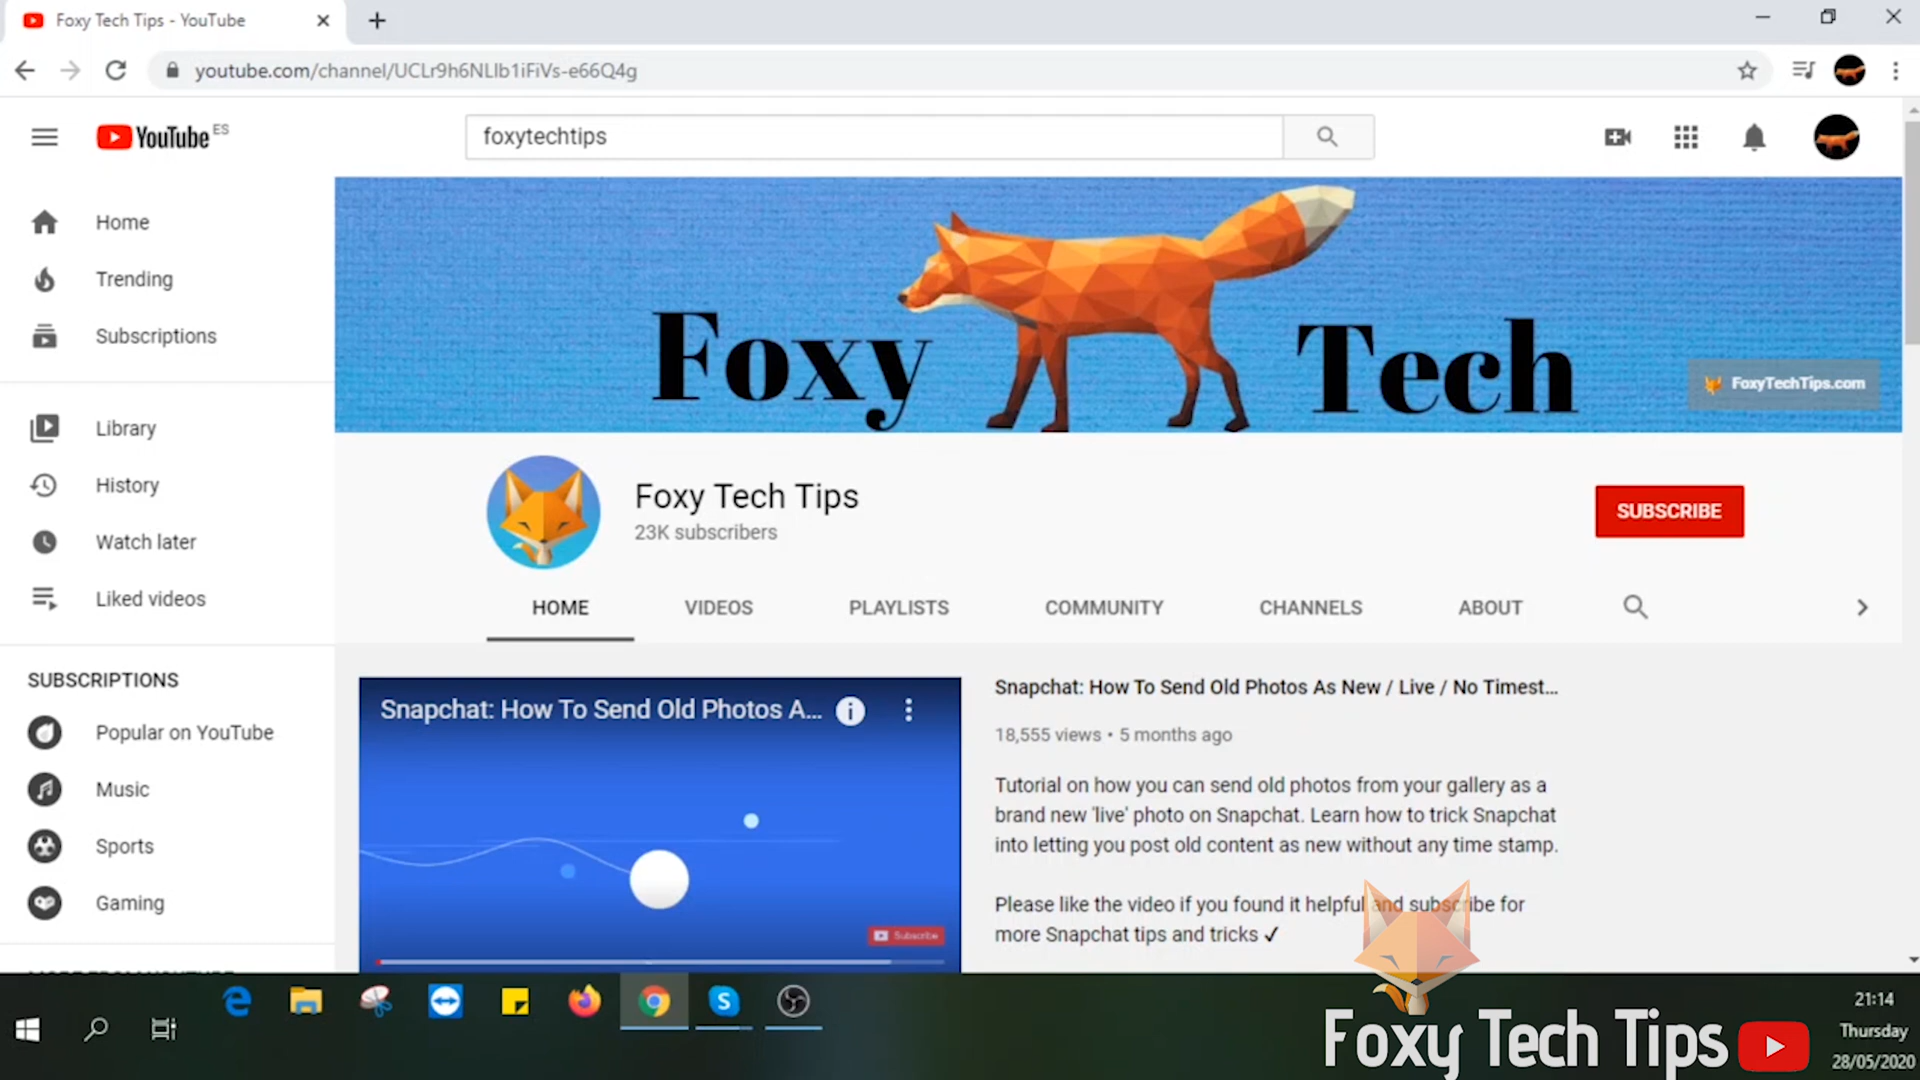 Foxy Tech Tips - YouTube
youtube.com/channel/UCLr9h6NLIb1iFiVs-e66Q4g
YouTube ES
foxytechtips
Home
Trending
Subscriptions
Library
History
Watch later
Liked videos
SUBSCRIPTIONS
Popular on YouTube
Music
Sports
Gaming
Foxy Tech
FoxyTechTips.com
Foxy Tech Tips
23K subscribers
SUBSCRIBE
HOME
VIDEOS
PLAYLISTS
COMMUNITY
CHANNELS
ABOUT
Snapchat: How To Send Old Photos A...
Subscribe
Snapchat: How To Send Old Photos As New / Live / No Timest...
18,555 views • 5 months ago
Tutorial on how you can send old photos from your gallery as a
brand new 'live' photo on Snapchat. Learn how to trick Snapchat
into letting you post old content as new without any time stamp.
Please like the video if you found it helpful and subscribe for
more Snapchat tips and tricks ✓
Foxy Tech Tips
21:14
Thursday
28/05/2020